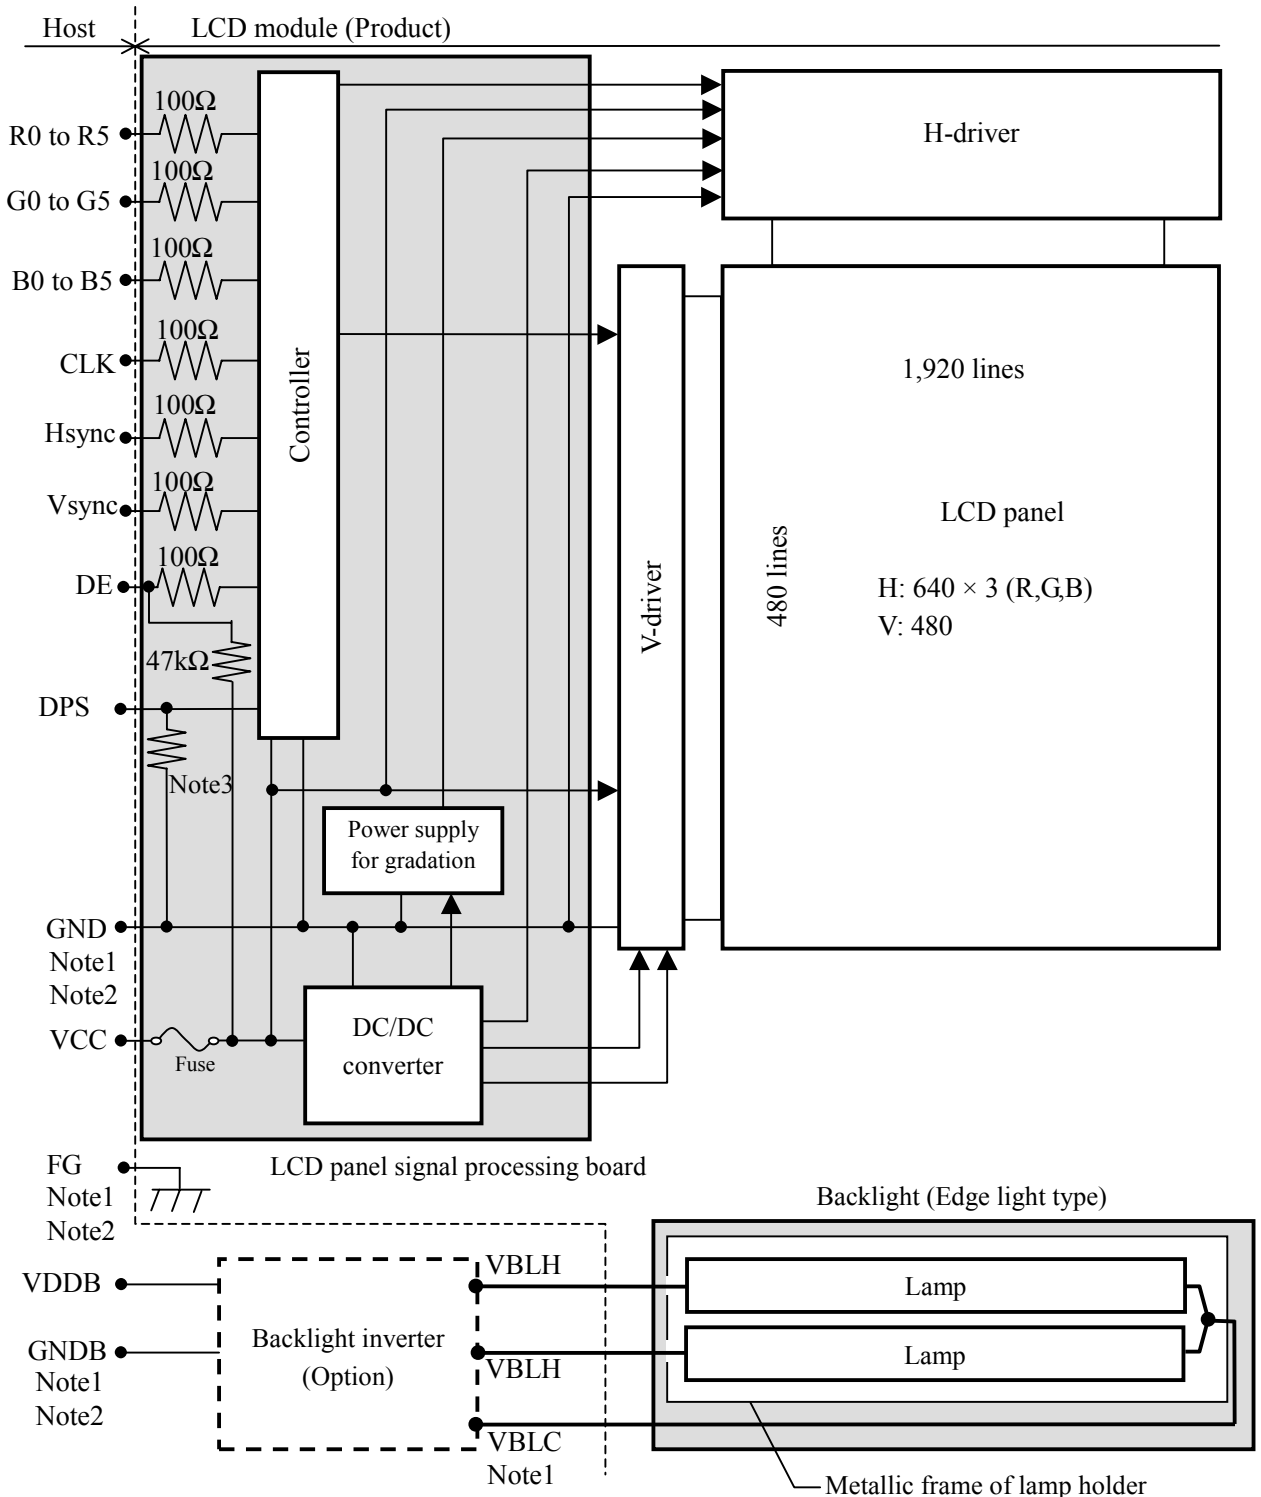 Host
LCD module (Product)
100Ω
R0 to R5
100Ω
G0 to G5
100Ω
B0 to B5
100Ω
CLK
100Ω
Hsync
100Ω
Vsync
100Ω
DE
47kΩ
DPS
Note3
Controller
H-driver
V-driver
1,920 lines
480 lines
LCD panel
H: 640 × 3 (R,G,B)
V: 480
Power supply
for gradation
GND
Note1
Note2
VCC
Fuse
DC/DC
converter
FG
Note1
Note2
LCD panel signal processing board
Backlight (Edge light type)
VDDB
GNDB
Note1
Note2
Backlight inverter
(Option)
VBLH
VBLH
VBLC
Note1
Lamp
Lamp
Metallic frame of lamp holder